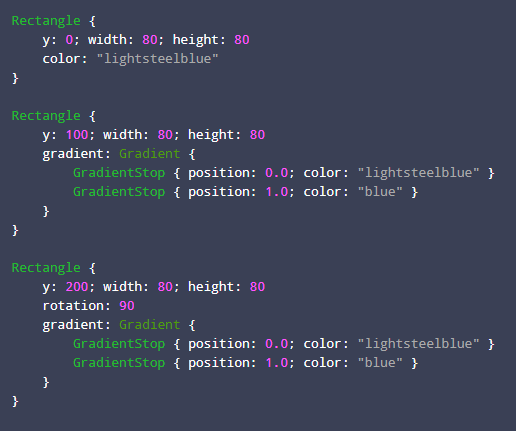 Rectangle {
    y: 0; width: 80; height: 80
    color: "lightsteelblue"
}

Rectangle {
    y: 100; width: 80; height: 80
    gradient: Gradient {
        GradientStop { position: 0.0; color: "lightsteelblue" }
        GradientStop { position: 1.0; color: "blue" }
    }
}

Rectangle {
    y: 200; width: 80; height: 80
    rotation: 90
    gradient: Gradient {
        GradientStop { position: 0.0; color: "lightsteelblue" }
        GradientStop { position: 1.0; color: "blue" }
    }
}